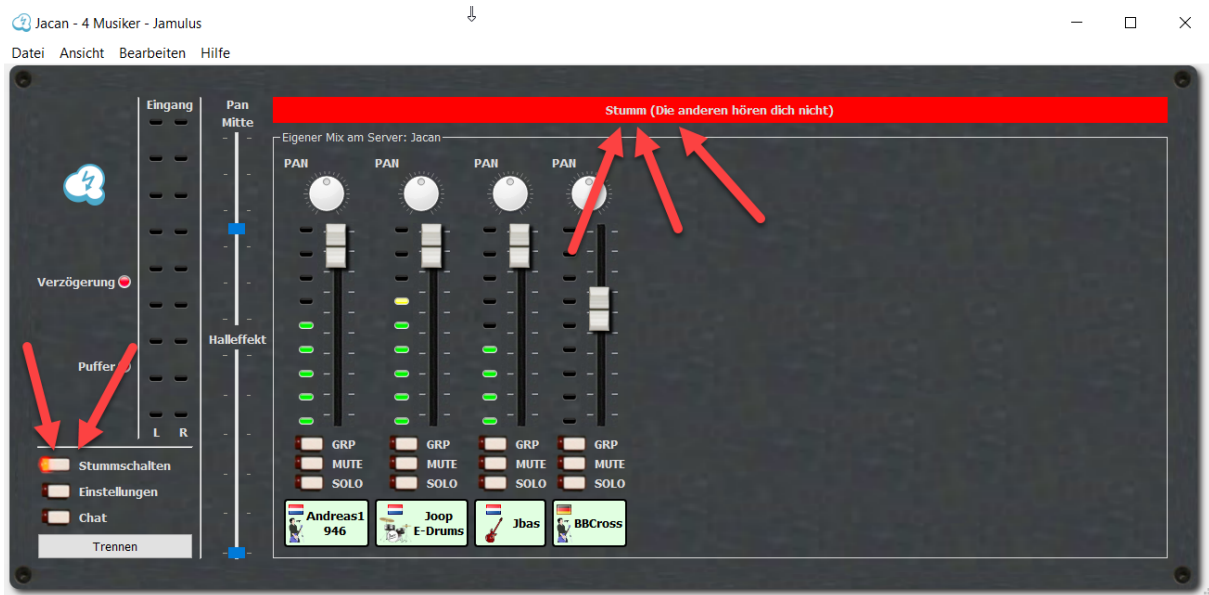 Jacan - 4 Musiker - Jamulus
Datei Ansicht Bearbeiten Hilfe
Eingang
Pan
Mitte
Stumm (Die anderen hören dich nicht)
Eigener Mix am Server: Jacan
PAN PAN PAN PAN
Verzögerung
Halleffekt
Puffer
L R
GRP GRP GRP GRP
MUTE MUTE MUTE MUTE
SOLO SOLO SOLO SOLO
Stummschalten
Einstellungen
Chat
Trennen
Andreas1
946
Joop
E-Drums
Jbas
BBCross